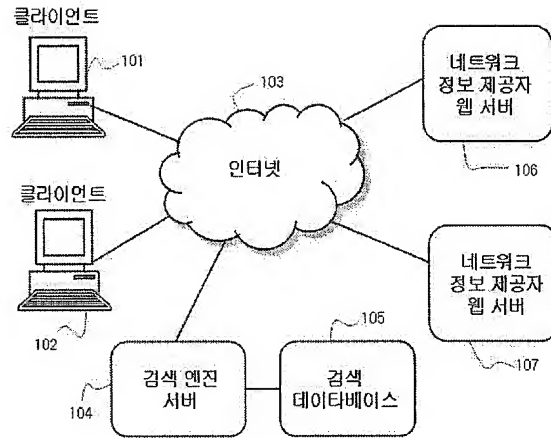 클라이언트
101
103
네트워크
정보 제공자
웹 서버
106
인터넷
클라이언트
102
네트워크
정보 제공자
웹 서버
107
105
104
검색 엔진
서버
검색
데이타베이스